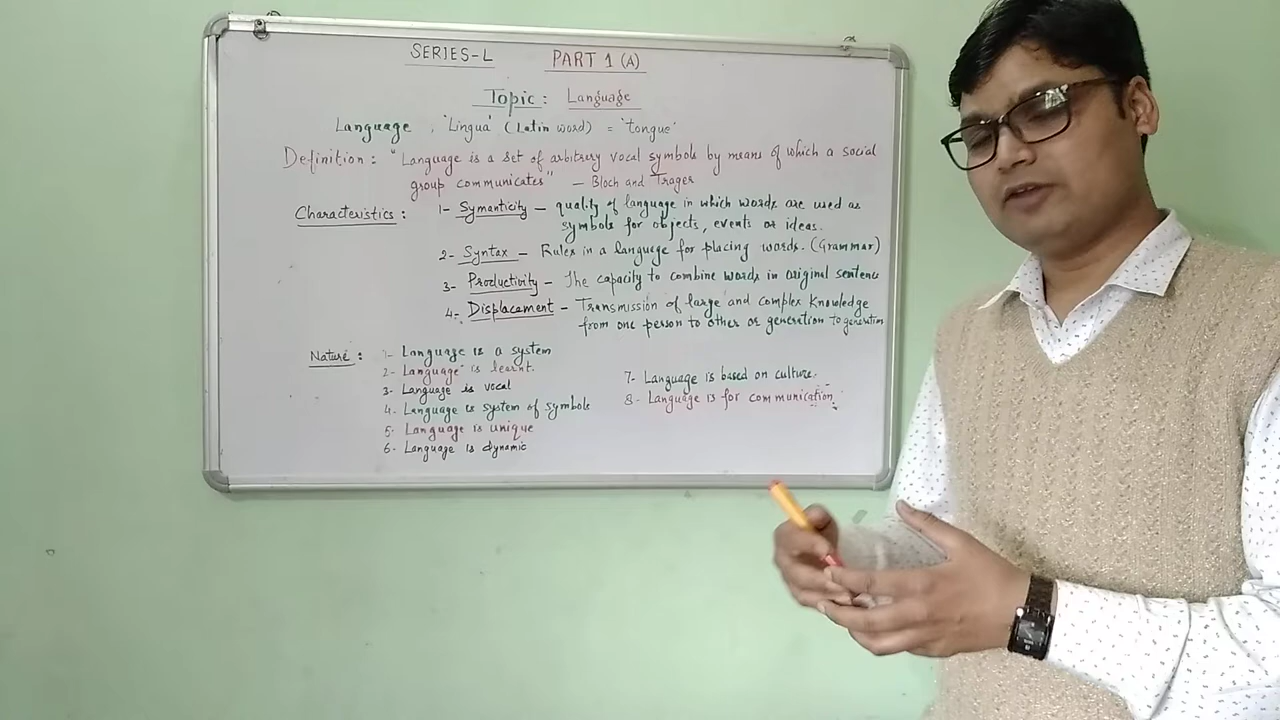 SERIES-L PART 1 (A)
Topic: Language
Language, 'Lingua' (Latin word) = 'tongue'
Definition: "Language is a set of arbitrery vocal symbols by means of which a social
group communicates" — Bloch and Trager
Characteristics: 1- Symanticity — quality of language in which words are used as
symbols for objects, events or ideas.
2- Syntax — Rules in a language for placing words. (Grammar)
3- Productivity — The capacity to combine words in original sentence
4- Displacament — Transmission of large and complex knowledge
from one person to other or generation to generation
Nature: 1- Language is a system
2- Language is learnt.
3- Language is vocal
4- Language is system of symbols
5- Language is unique
6- Language is dynamic
7- Language is based on culture.
8- Language is for communication